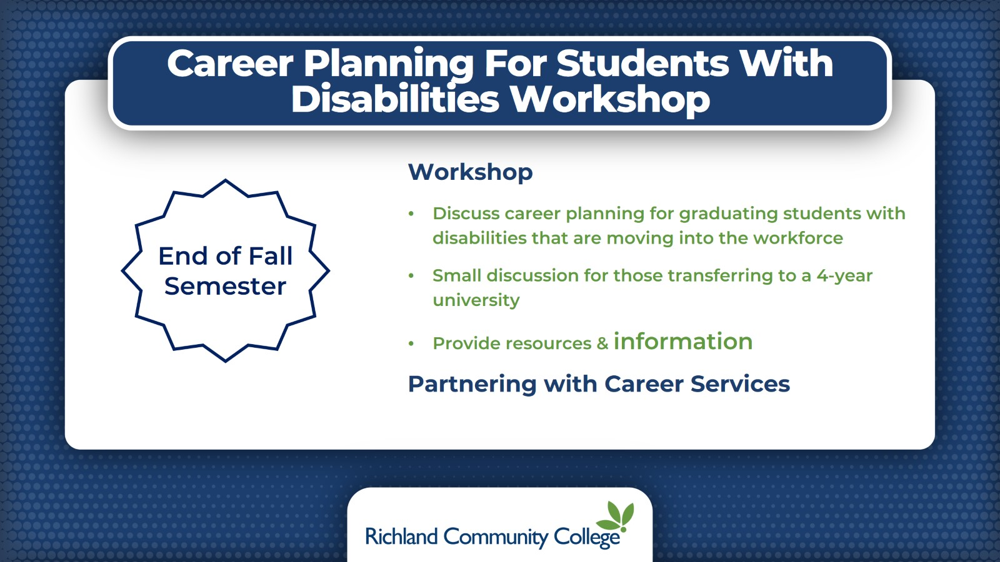 Career Planning For Students With
Disabilities Workshop
End of Fall
Semester
Workshop
• Discuss career planning for graduating students with
disabilities that are moving into the workforce
• Small discussion for those transferring to a 4-year
university
• Provide resources & information
Partnering with Career Services
Richland Community College